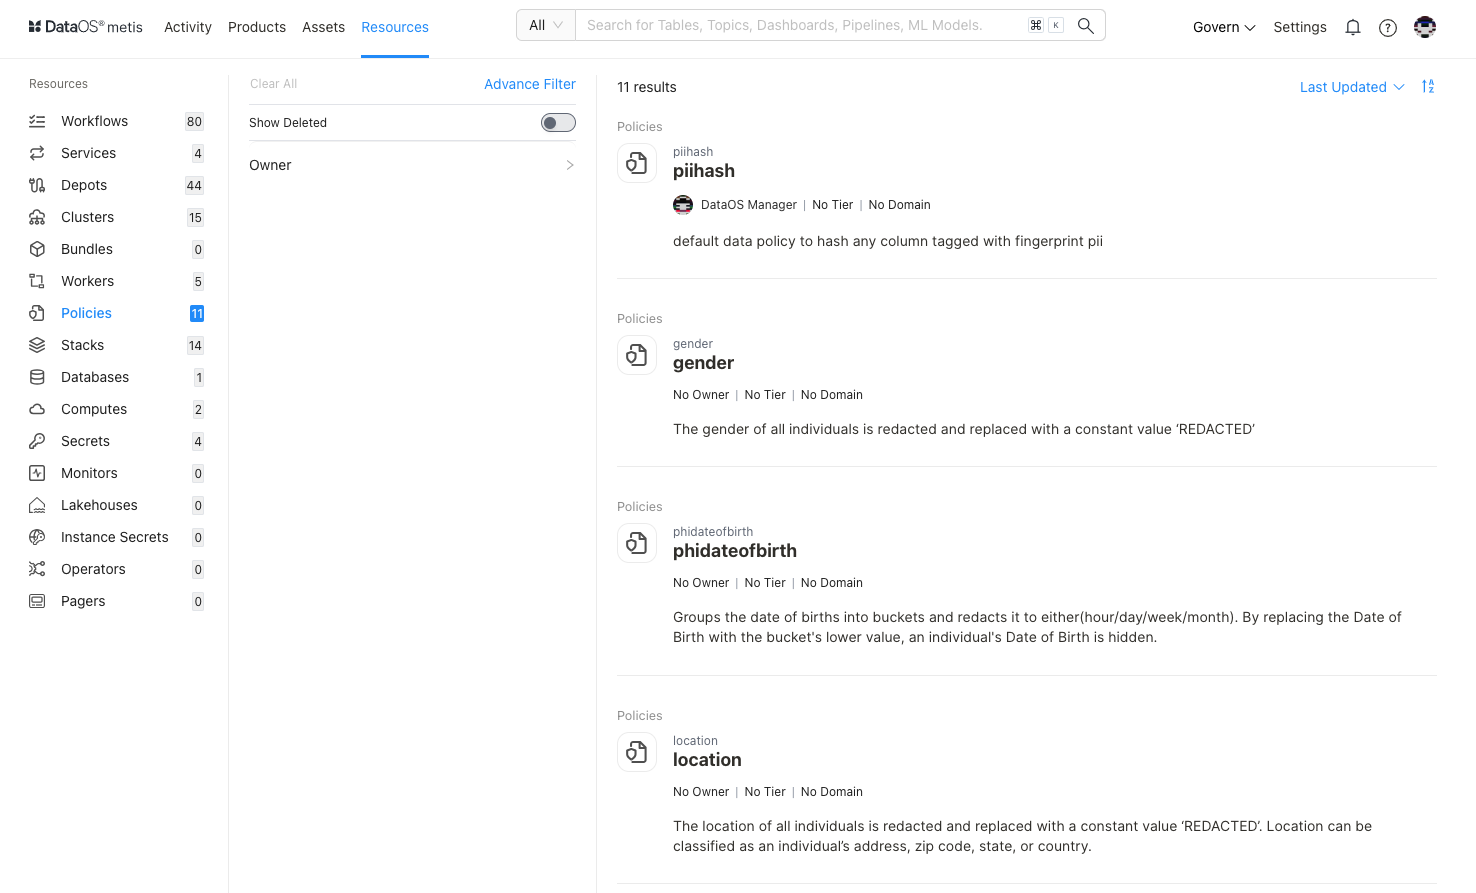 DataOS® metis Activity Products Assets Resources All Search for Tables, Topics, Dashboards, Pipelines, ML Models. ⌘ K Govern Settings
Resources
Workflows 80
Services 4
Depots 44
Clusters 15
Bundles 0
Workers 5
Policies 11
Stacks 14
Databases 1
Computes 2
Secrets 4
Monitors 0
Lakehouses 0
Instance Secrets 0
Operators 0
Pagers 0
Clear All Advance Filter
Show Deleted
Owner
11 results Last Updated
Policies
piihash
piihash
DataOS Manager | No Tier | No Domain
default data policy to hash any column tagged with fingerprint pii
Policies
gender
gender
No Owner | No Tier | No Domain
The gender of all individuals is redacted and replaced with a constant value ‘REDACTED’
Policies
phidateofbirth
phidateofbirth
No Owner | No Tier | No Domain
Groups the date of births into buckets and redacts it to either(hour/day/week/month). By replacing the Date of
Birth with the bucket's lower value, an individual's Date of Birth is hidden.
Policies
location
location
No Owner | No Tier | No Domain
The location of all individuals is redacted and replaced with a constant value ‘REDACTED’. Location can be
classified as an individual’s address, zip code, state, or country.